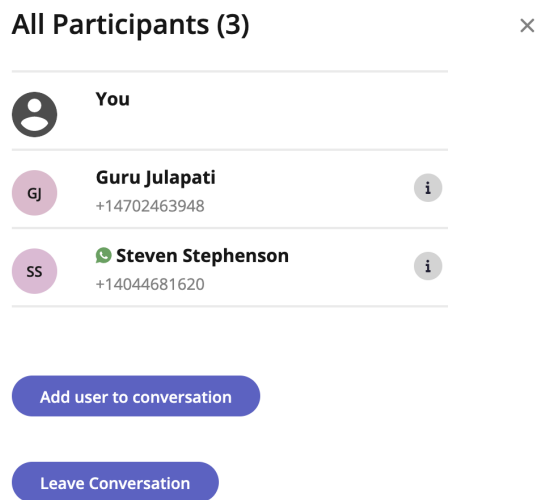 All Participants (3)
×
You
GJ
Guru Julapati
+14702463948
i
SS
Steven Stephenson
+14044681620
i
Add user to conversation
Leave Conversation